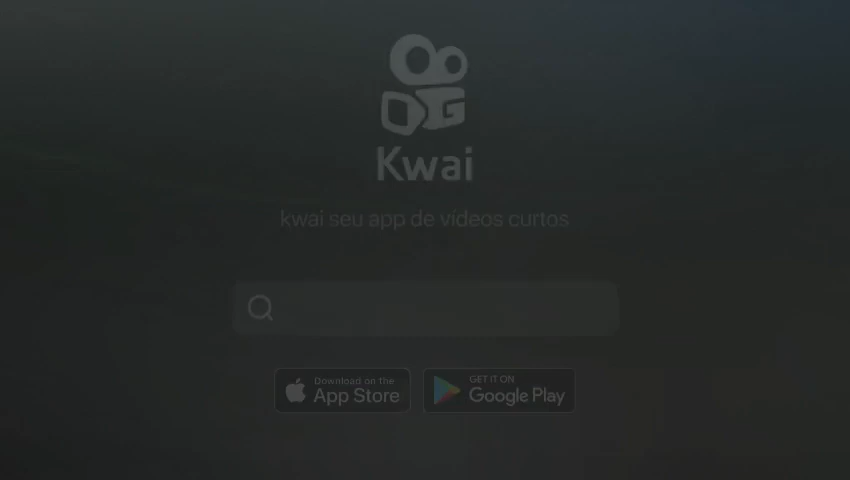 Kwai
kwai seu app de vídeos curtos
Download on the
App Store
GET IT ON
Google Play